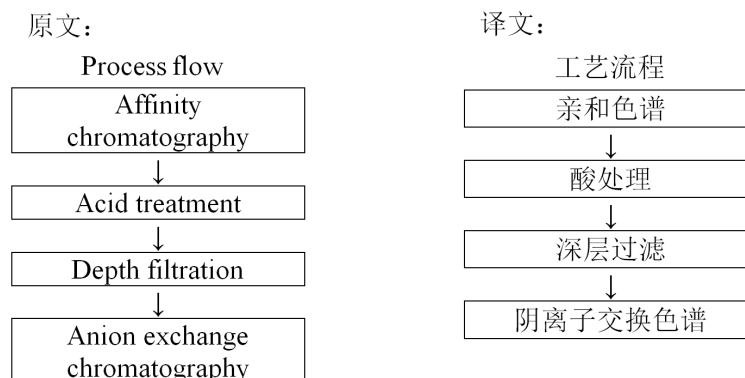 原文：
Process flow
Affinity
chromatography
↓
Acid treatment
↓
Depth filtration
↓
Anion exchange
chromatography
译文：
工艺流程
亲和色谱
↓
酸处理
↓
深层过滤
↓
阴离子交换色谱